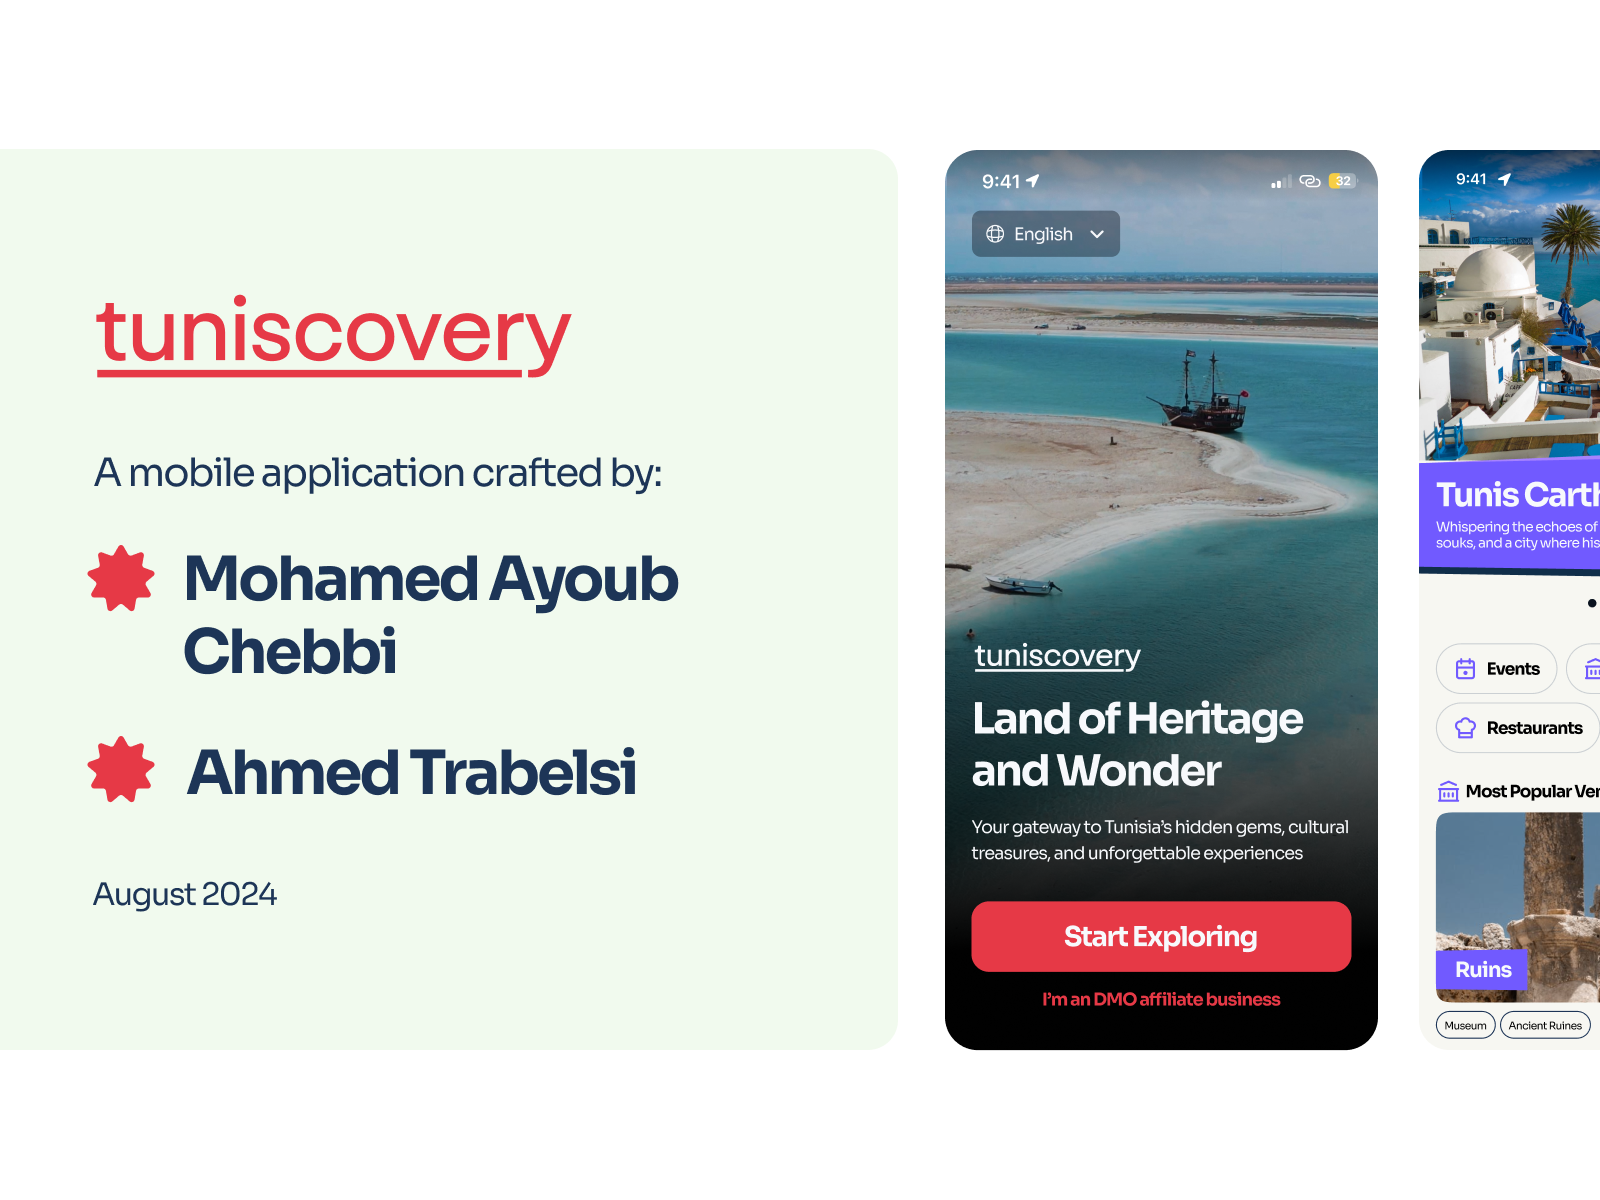 tuniscovery
A mobile application crafted by:
Mohamed Ayoub
Chebbi
Ahmed Trabelsi
August 2024
9:41
32
English
tuniscovery
Land of Heritage
and Wonder
Your gateway to Tunisia’s hidden gems, cultural
treasures, and unforgettable experiences
Start Exploring
I’m an DMO affiliate business
9:41
Tunis
Whispering the echoes of
souks, and a city where
Events
Restaurants
Most Popular
Ruins
Museum
Ancient Ruines